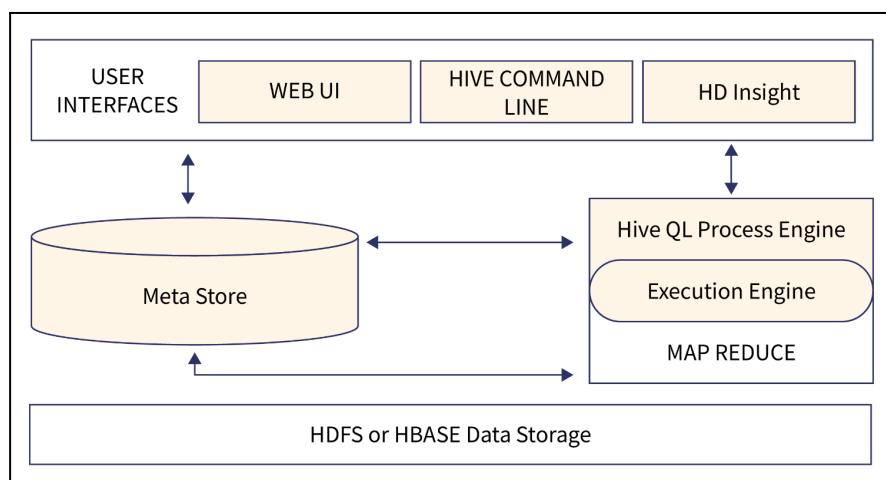 USER
INTERFACES
WEB UI
HIVE COMMAND
LINE
HD Insight
Meta Store
Hive QL Process Engine
Execution Engine
MAP REDUCE
HDFS or HBASE Data Storage